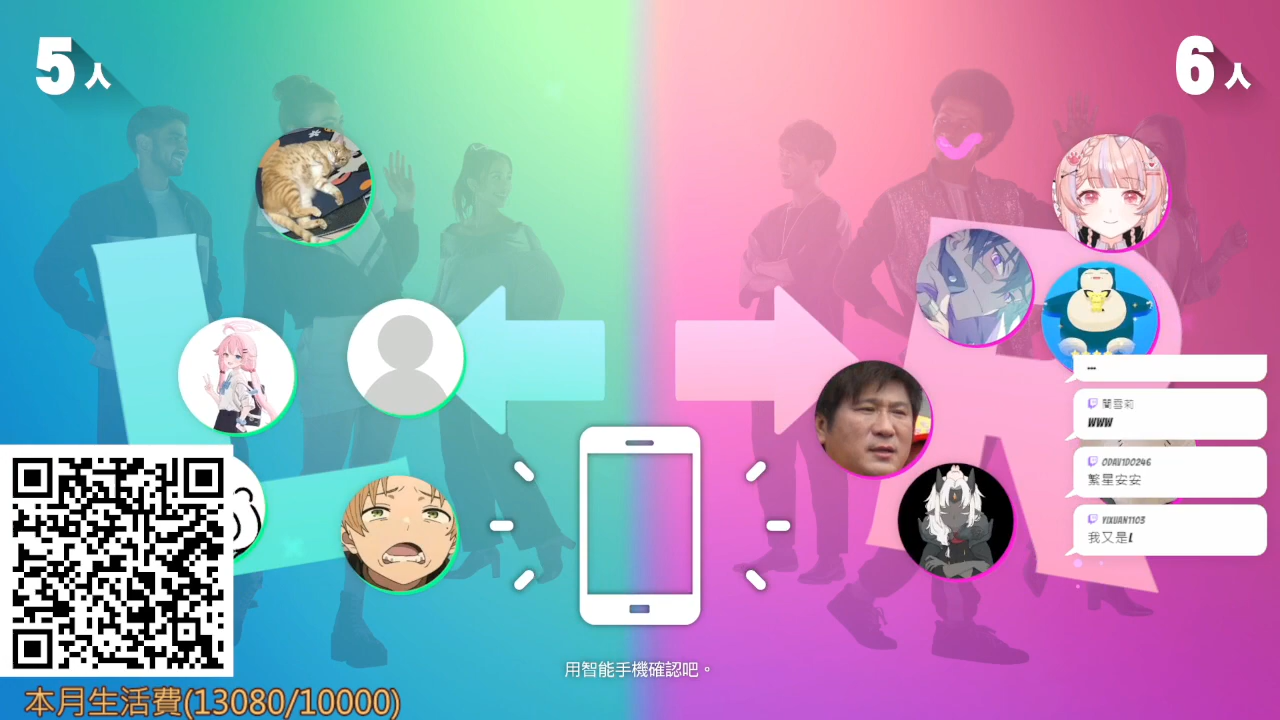 5人
6人
L
R
...
蘭雪莉
WWW
ODAV1DO246
繁星安安
YIXUAN1103
我又是L
用智能手機確認吧。
本月生活費(13080/10000)